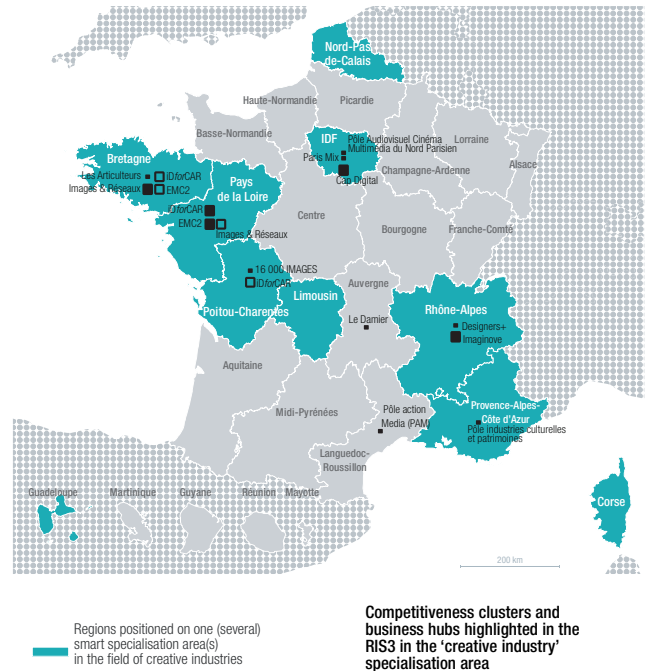 Nord-Pas
de-Calais
Haute-Normandie
Picardie
Basse-Normandie
IDF
Pôle Audiovisuel Cinéma
Multimédia du Nord Parisien
Paris Mix
Cap Digital
Lorraine
Alsace
Champagne-Ardenne
Bretagne
Les Articuleurs
iDforCAR
Images & Réseaux
EMC2
Pays
de la Loire
iDforCAR
EMC2
Images & Réseaux
Centre
Bourgogne
Franche-Comté
16 000 IMAGES
iDforCAR
Poitou-Charentes
Limousin
Auvergne
Le Damier
Rhône-Alpes
Designers+
Imaginove
Aquitaine
Midi-Pyrénées
Pôle action
Media (PAM)
Languedoc-
Roussillon
Provence-Alpes-
Côte d'Azur
Pôle industries culturelles
et patrimoines
Guadeloupe
Martinique
Guyane
Réunion
Mayotte
Corse
200 km
Regions positioned on one (several)
smart specialisation area(s)
in the field of creative industries
Competitiveness clusters and
business hubs highlighted in the
RIS3 in the ‘creative industry’
specialisation area